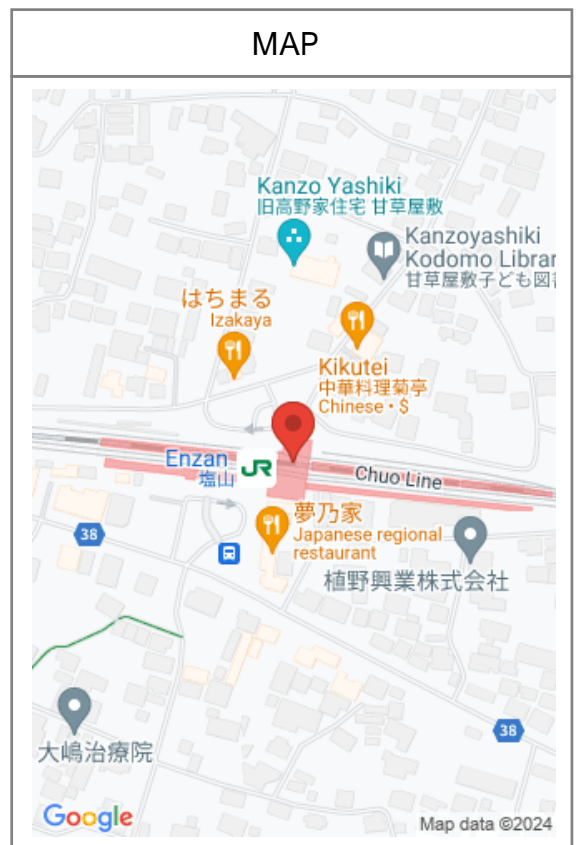 MAP
Kanzo Yashiki
旧高野家住宅 甘草屋敷
Kanzoyashiki
Kodomo Librar
甘草屋敷子ども図
はちまる
Izakaya
Kikutei
中華料理菊亭
Chinese • $
Enzan
塩山
JR
Chuo Line
夢乃家
Japanese regional
restaurant
38
植野興業株式会社
38
大嶋治療院
Google
Map data ©2024